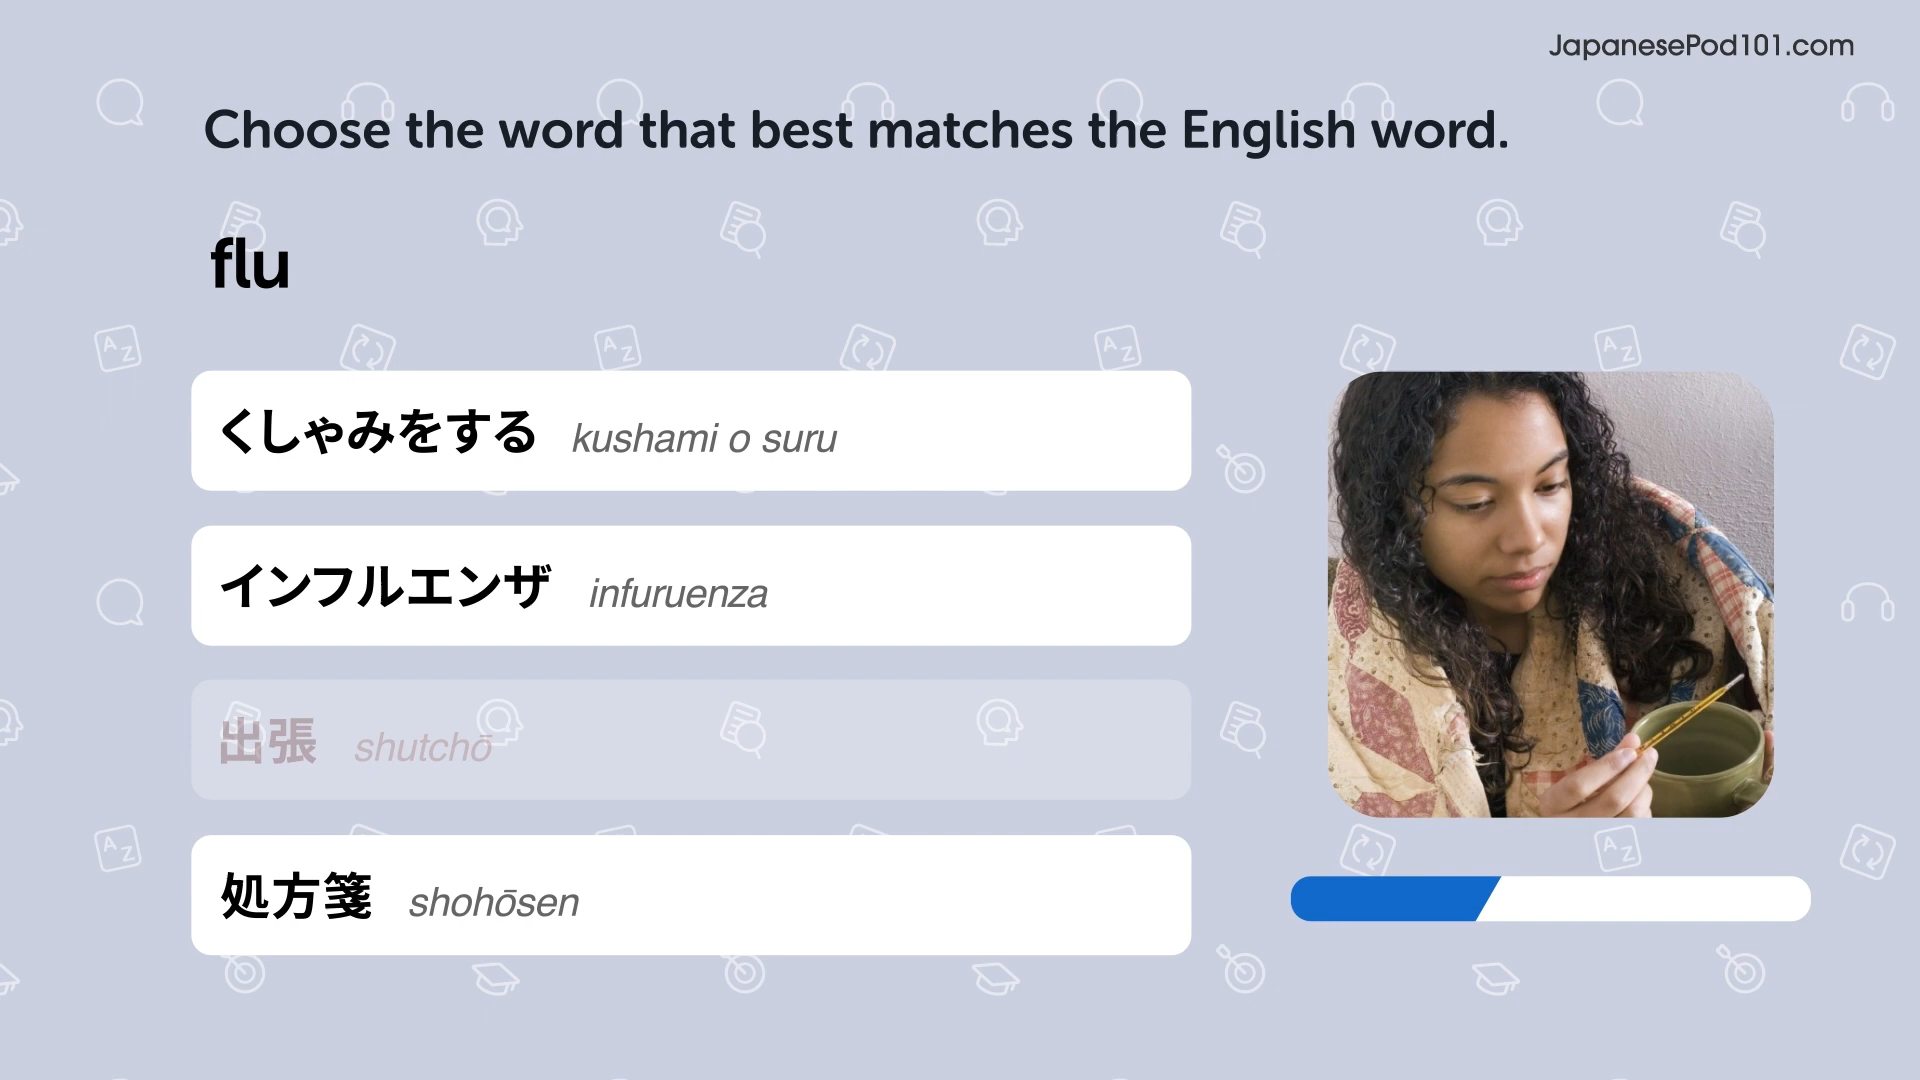 JapanesePod101.com
Choose the word that best matches the English word.
flu
くしゃみをする kushami o suru
インフルエンザ infuruenza
出張 shutchō
処方箋 shohōsen